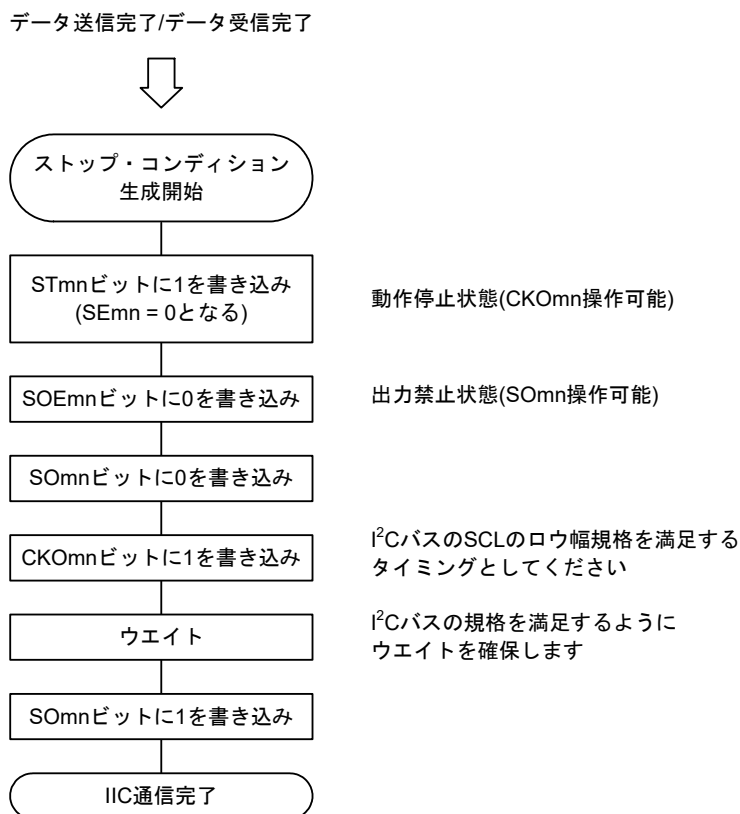 データ送信完了/データ受信完了
ストップ・コンディション
生成開始
STmnビットに1を書き込み
(SEmn = 0となる)
動作停止状態(CKOmn操作可能)
SOEmnビットに0を書き込み
出力禁止状態(SOmn操作可能)
SOmnビットに0を書き込み
CKOmnビットに1を書き込み
I²CバスのSCLのロウ幅規格を満足する
タイミングとしてください
ウエイト
I²Cバスの規格を満足するように
ウエイトを確保します
SOmnビットに1を書き込み
IIC通信完了